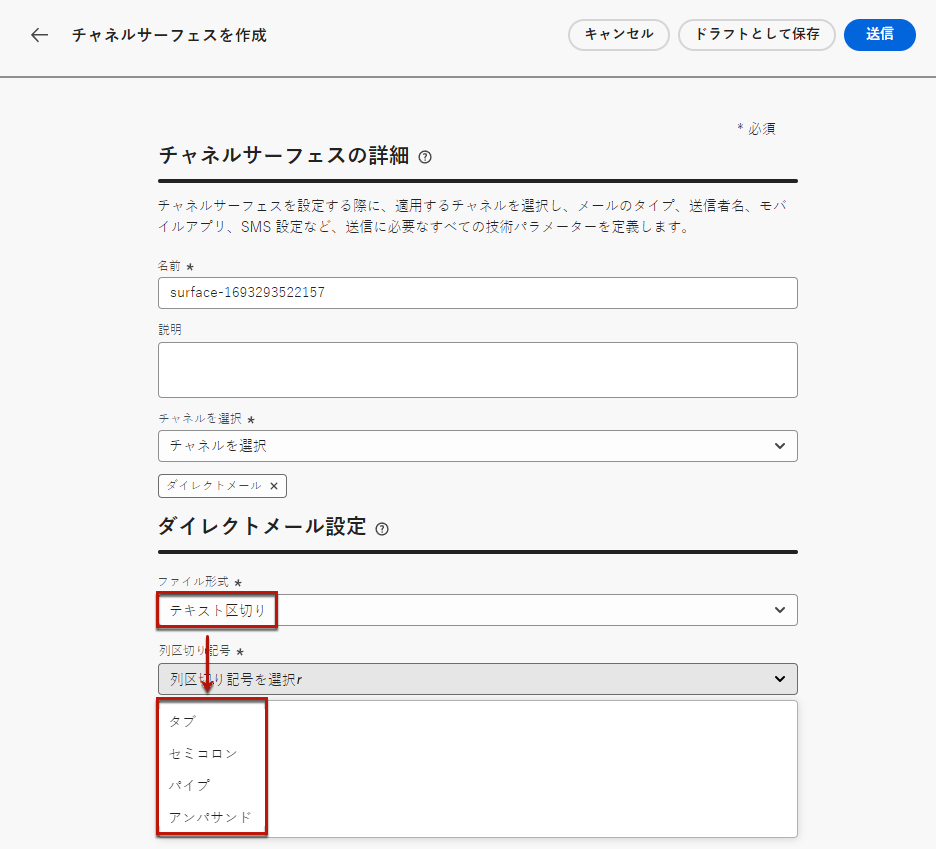 チャネルサーフェスを作成
キャンセル
ドラフトとして保存
送信
* 必須
チャネルサーフェスの詳細
チャネルサーフェスを設定する際に、適用するチャネルを選択し、メールのタイプ、送信者名、モバ
イルアプリ、SMS 設定など、送信に必要なすべての技術パラメーターを定義します。
名前 *
surface-1693293522157
説明
チャネルを選択 *
チャネルを選択
ダイレクトメール ×
ダイレクトメール設定
ファイル形式 *
テキスト区切り
列区切り記号 *
列区切り記号を選択r
タブ
セミコロン
パイプ
アンパサンド